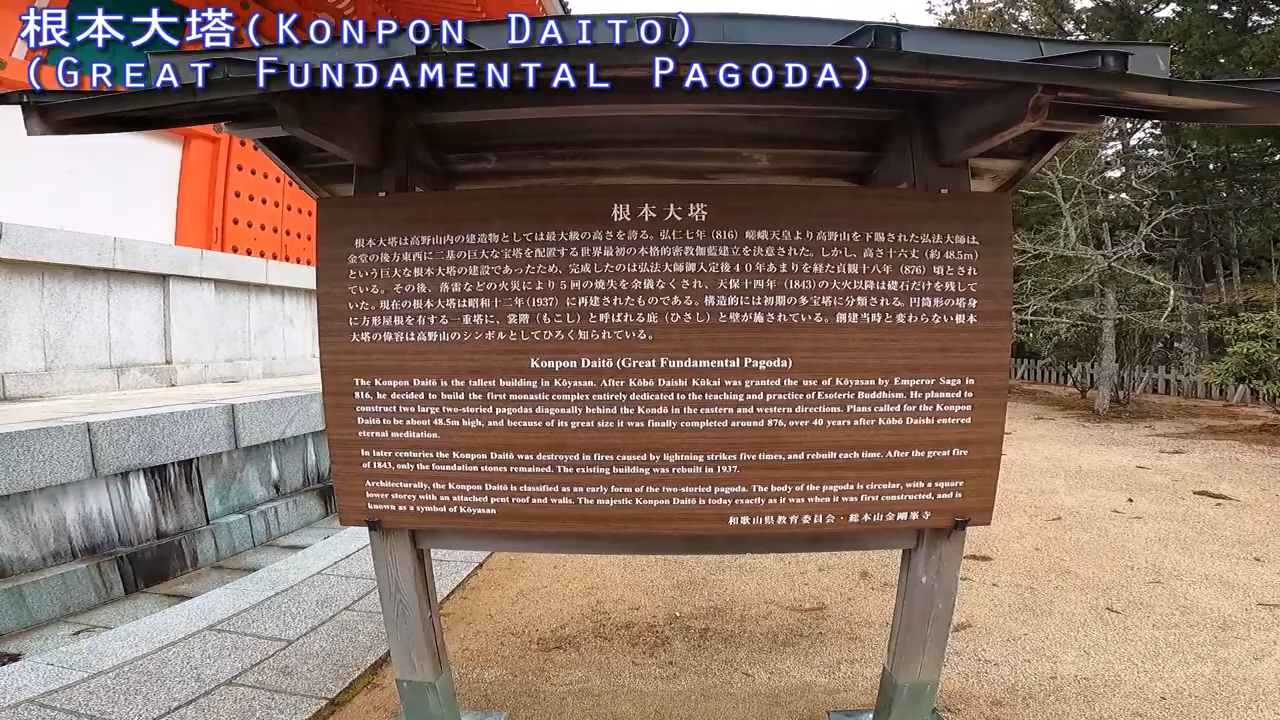 根本大塔(Konpon Daito)
(Great Fundamental Pagoda)
根本大塔
根本大塔は高野山内の建造物としては最大級の高さを誇る。弘仁七年（816）嵯峨天皇より高野山を下賜された弘法大師は、
金堂の後方東西に二基の巨大な宝塔を配置する世界最初の本格的密教伽藍建立を決意された。しかし、高さ十六丈（約48.5m）
という巨大な根本大塔の建設であったため、完成したのは弘法大師御入定後４０年あまりを経た貞観十八年（876）頃とされ
ている。その後、落雷などの火災により５回の焼失を余儀なくされ、天保十四年（1843）の大火以降は礎石だけを残して
いた。現在の根本大塔は昭和十二年（1937）に再建されたものである。構造的には初期の多宝塔に分類される。円筒形の塔身
に方形屋根を有する一重塔に、裳階（もこし）と呼ばれる庇（ひさし）と壁が施されている。創建当時と変わらない根本
大塔の偉容は高野山のシンボルとしてひろく知られている。
Konpon Daitō (Great Fundamental Pagoda)
The Konpon Daitō is the tallest building in Kōyasan. After Kōbō Daishi Kūkai was granted the use of Kōyasan by Emperor Saga in
816, he decided to build the first monastic complex entirely dedicated to the teaching and practice of Esoteric Buddhism. He planned to
construct two large two-storied pagodas diagonally behind the Kondō in the eastern and western directions. Plans called for the Konpon
Daitō to be about 48.5m high, and because of its great size it was finally completed around 876, over 40 years after Kōbō Daishi entered
eternal meditation.
In later centuries the Konpon Daitō was destroyed in fires caused by lightning strikes five times, and rebuilt each time. After the great fire
of 1843, only the foundation stones remained. The existing building was rebuilt in 1937.
Architecturally, the Konpon Daitō is classified as an early form of the two-storied pagoda. The body of the pagoda is circular, with a square
lower storey with an attached pent roof and walls. The majestic Konpon Daitō is today exactly as it was when it was first constructed, and is
known as a symbol of Kōyasan
和歌山県教育委員会・総本山金剛峯寺